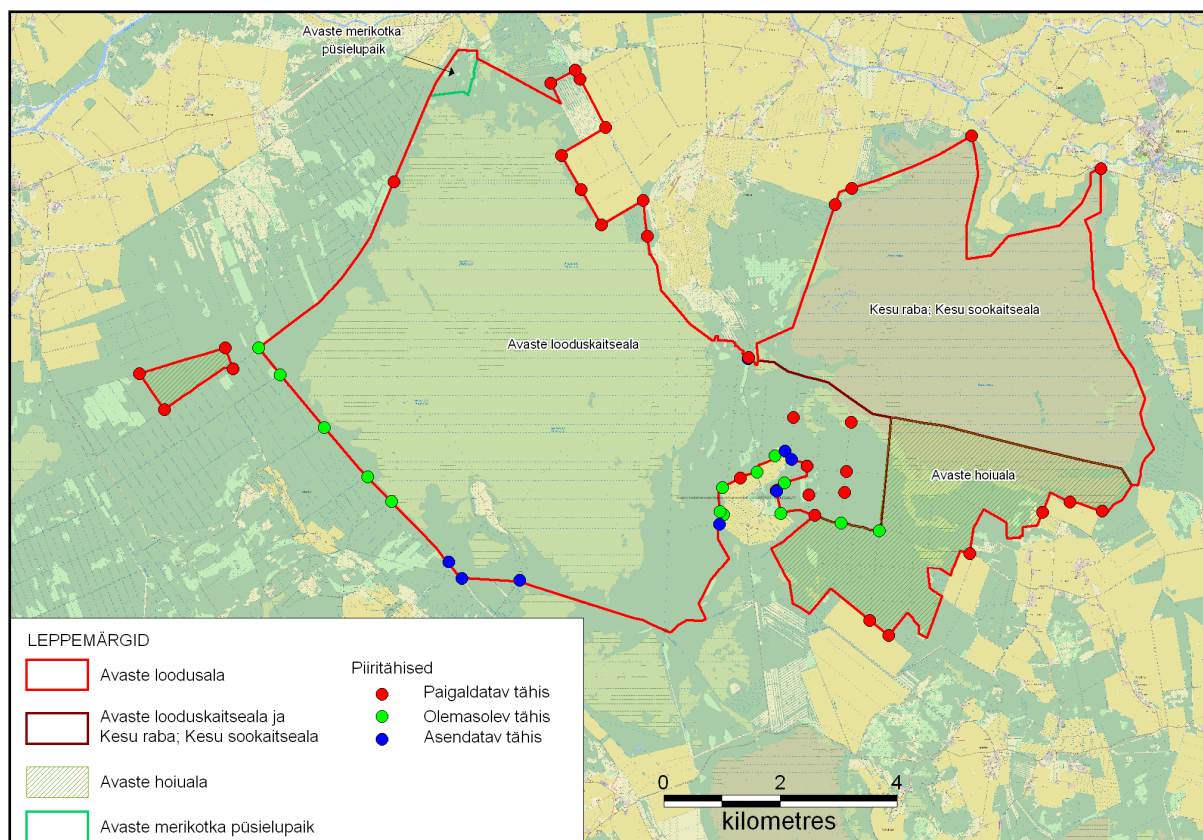 Avaste merikotka
püsielupaik
Kesu raba; Kesu sookaitseala
Avaste looduskaitseala
Avaste hoiuala
LEPPEMÄRGID
Avaste loodusala
Avaste looduskaitseala ja
Kesu raba; Kesu sookaitseala
Avaste hoiuala
Avaste merikotka püsielupaik
Piiritähised
Paigaldatav tähis
Olemasolev tähis
Asendatav tähis
0 2 4
kilometres